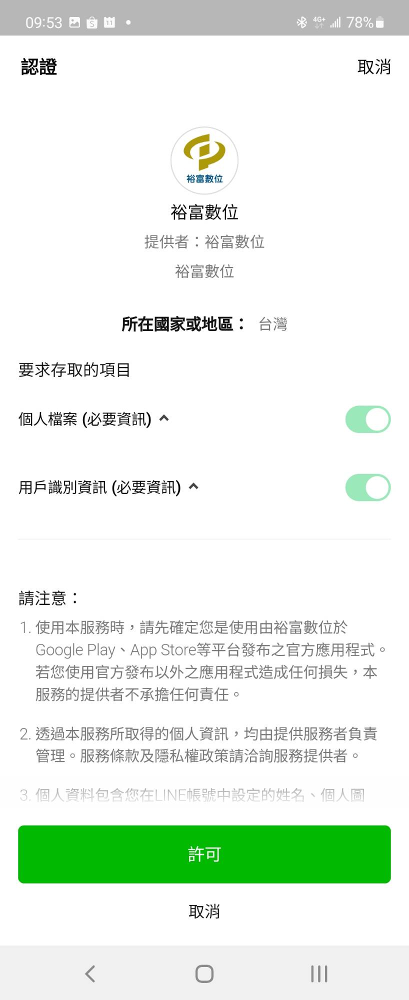 09:53
4G+ 78%
認證
取消
裕富數位
裕富數位
提供者：裕富數位
裕富數位
所在國家或地區： 台灣
要求存取的項目
個人檔案 (必要資訊)
用戶識別資訊 (必要資訊)
請注意：
1. 使用本服務時，請先確定您是使用由裕富數位於
Google Play、App Store等平台發布之官方應用程式。
若您使用官方發布以外之應用程式造成任何損失，本
服務的提供者不承擔任何責任。
2. 透過本服務所取得的個人資訊，均由提供服務者負責
管理。服務條款及隱私權政策請洽詢服務提供者。
3. 個人資料包含您在LINE帳號中設定的姓名、個人圖
許可
取消